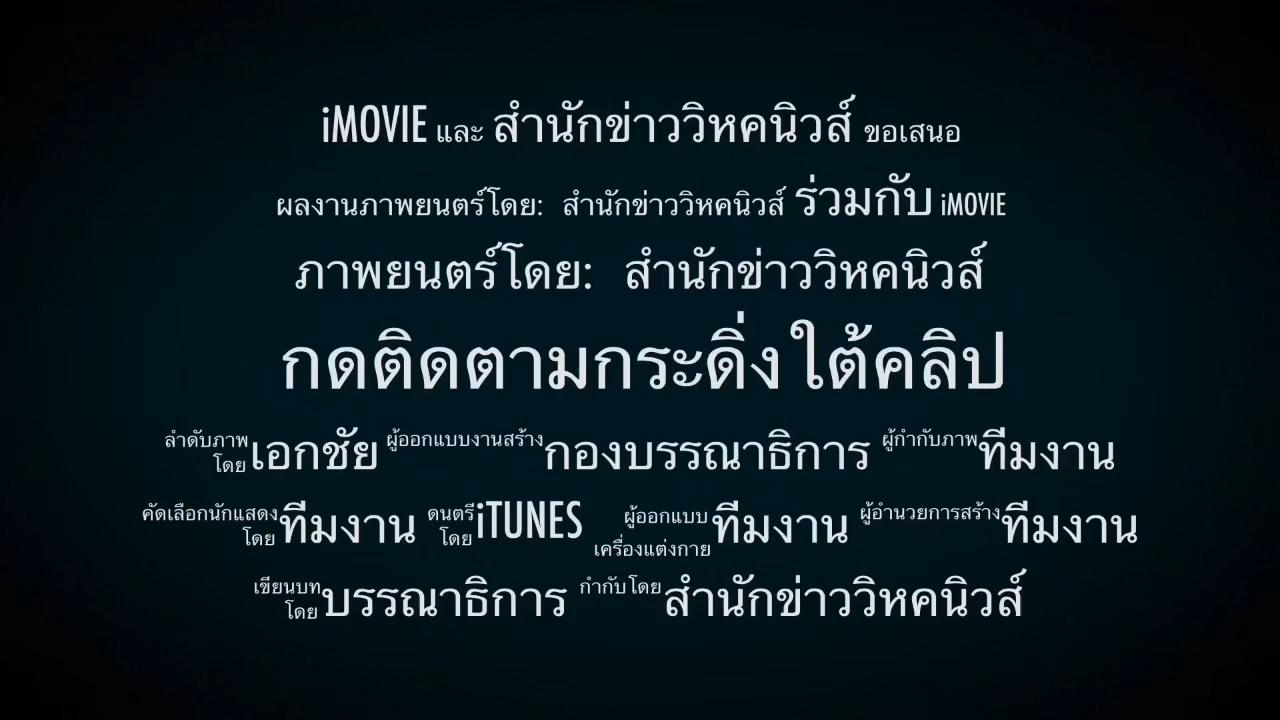 iMOVIE และ สำนักข่าววิหคนิวส์ ขอเสนอ
ผลงานภาพยนตร์โดย: สำนักข่าววิหคนิวส์ ร่วมกับ iMOVIE
ภาพยนตร์โดย: สำนักข่าววิหคนิวส์
กดติดตามกระดิ่ง ใต้คลิป
ลำดับภาพโดย เอกชัย ผู้ออกแบบงานสร้าง กองบรรณาธิการ ผู้กำกับภาพ ทีมงาน
คัดเลือกนักแสดงโดย ทีมงาน ดนตรีโดย iTUNES ผู้ออกแบบเครื่องแต่งกาย ทีมงาน ผู้อำนวยการสร้าง ทีมงาน
เขียนบทโดย บรรณาธิการ กำกับโดย สำนักข่าววิหคนิวส์